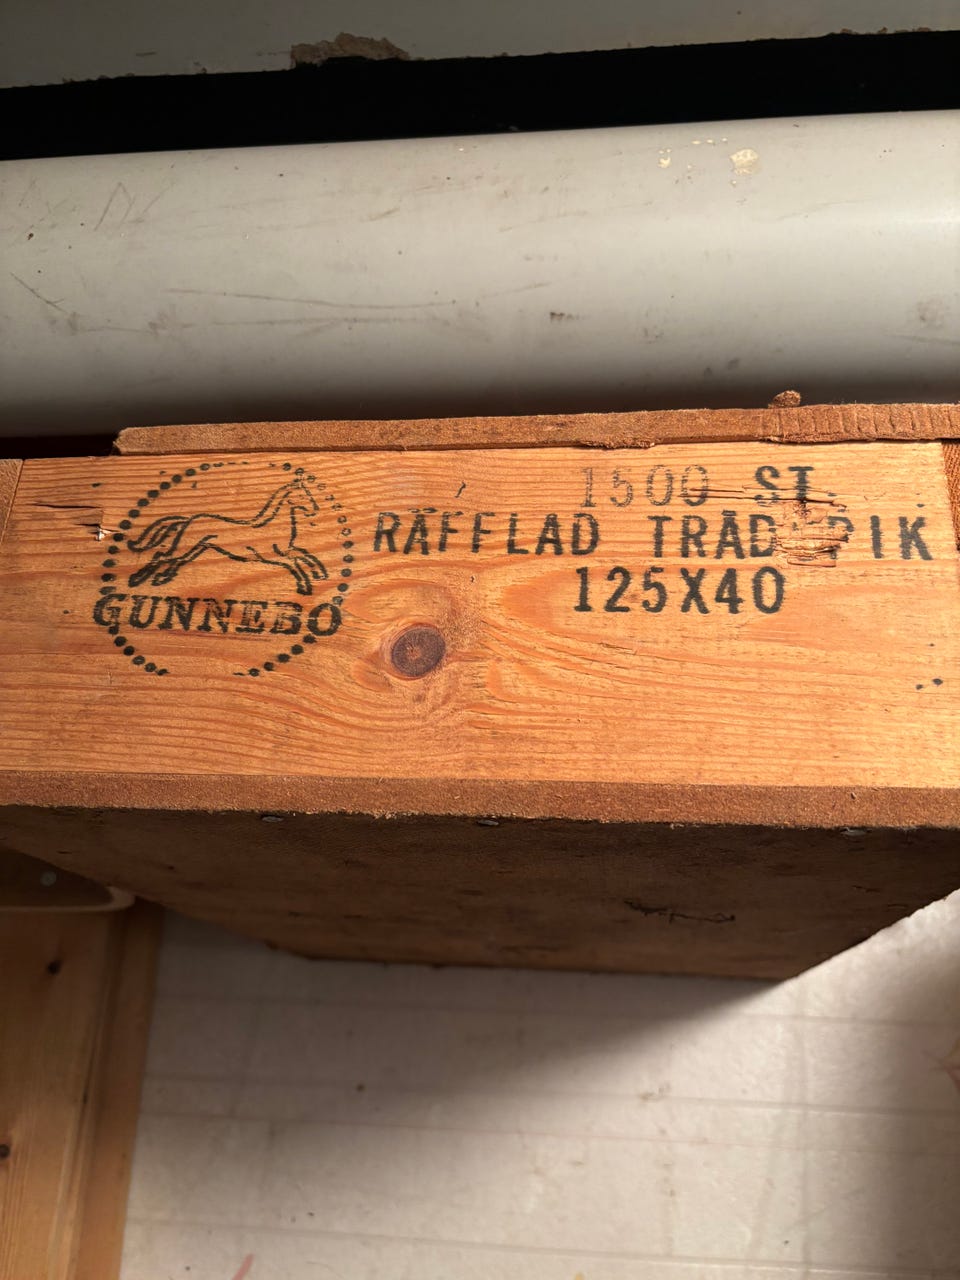 1500 ST.
RÄFFLAD
125X40
GUNNEBO